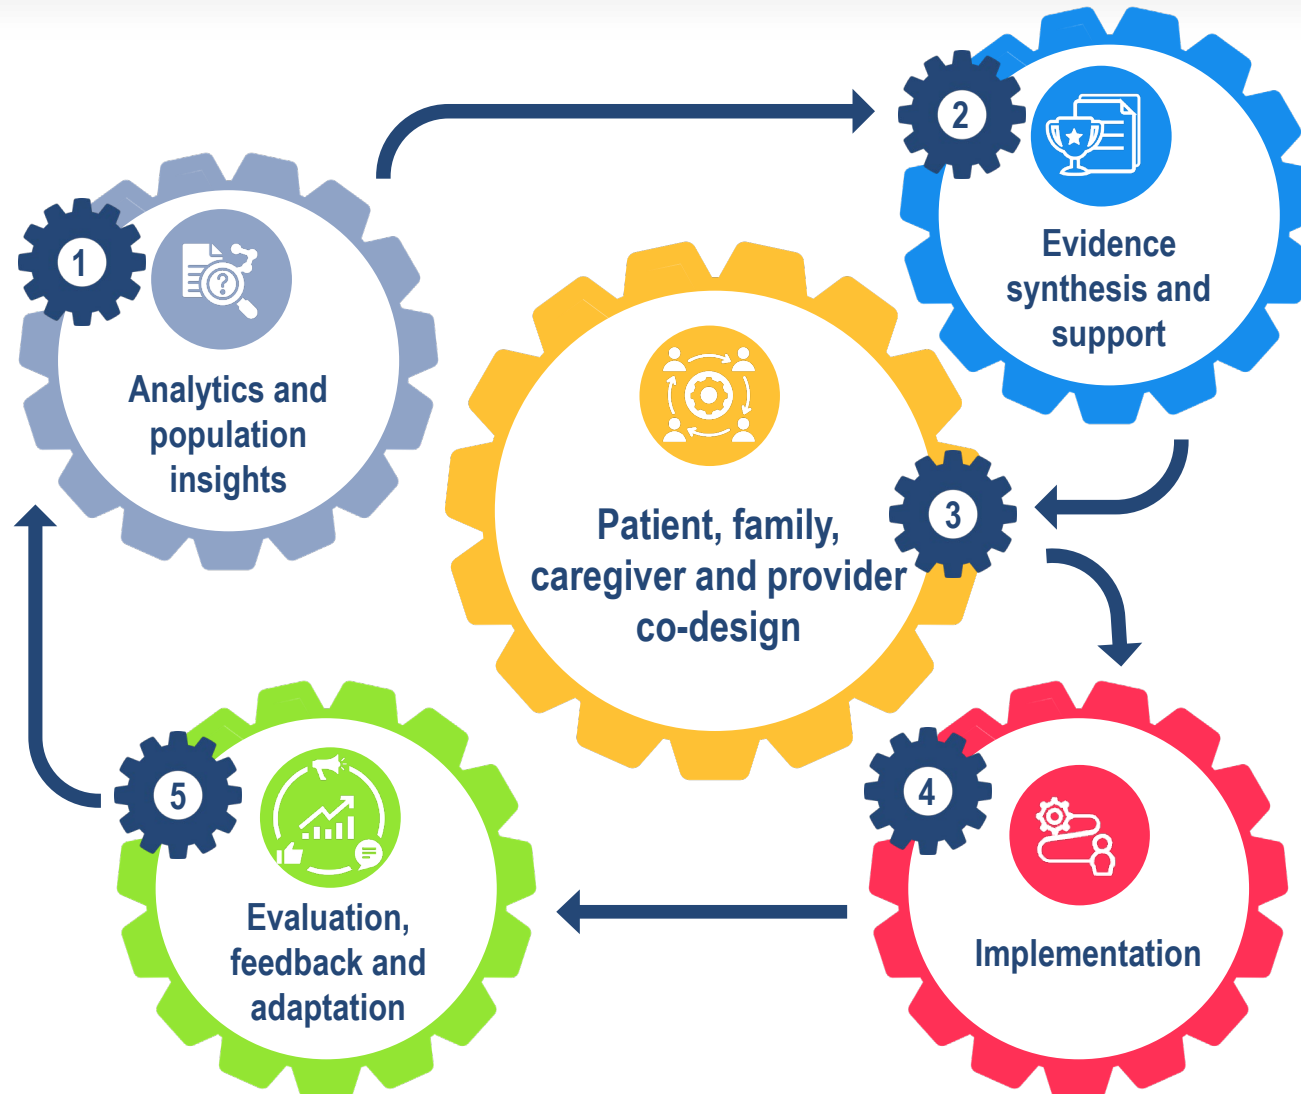 1
Analytics and
population
insights
2
Evidence
synthesis and
support
3
Patient, family,
caregiver and provider
co-design
4
Implementation
5
Evaluation,
feedback and
adaptation
?